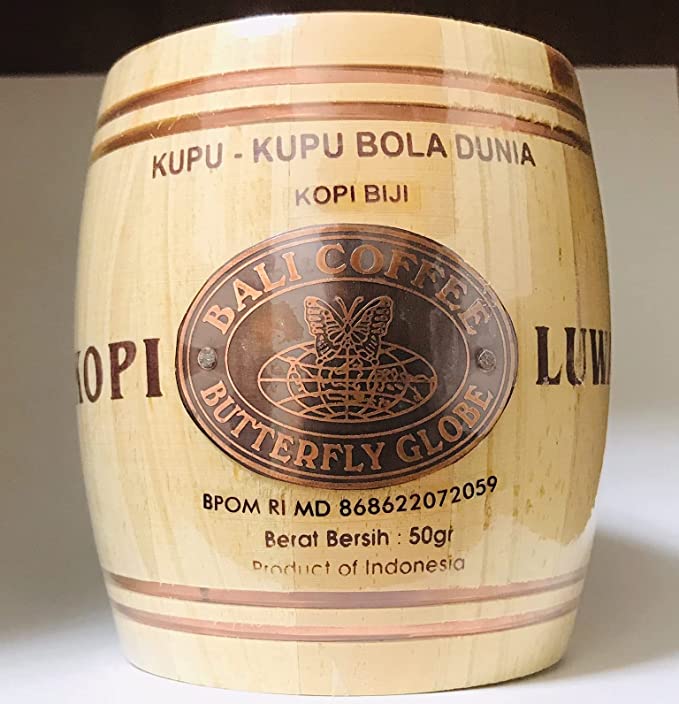 KUPU - KUPU BOLA DUNIA
KOPI BIJI
BALI COFFEE
KOPI
BUTTERFLY GLOBE
BPOM RI MD 868622072059
Berat Bersih : 50gr
Product of Indonesia